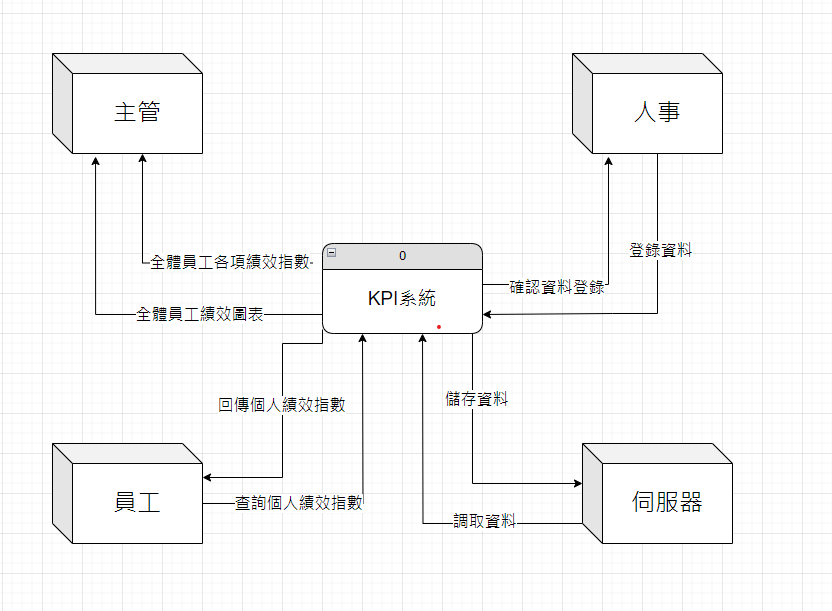 主管
人事
全體員工各項績效指數
登錄資料
0
KPI系統
確認資料登錄
全體員工績效圖表
回傳個人績效指數
儲存資料
員工
查詢個人績效指數
伺服器
調取資料